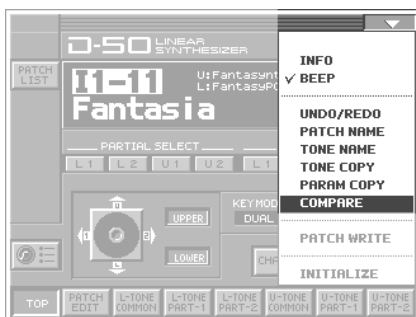 D-50 LINEAR SYNTHESIZER
PATCH LIST
I1-11
U:Fantasynt
L:FantasyPC
Fantasia
PARTIAL SELECT
L 1 L 2 U 1 U 2 L 1
KEY MOD
UPPER
DUAL
LOWER
CHA
TOP
PATCH EDIT
L-TONE COMMON
L-TONE PART-1
L-TONE PART-2
U-TONE COMMON
U-TONE PART-1
U-TONE PART-2
INFO
✓ BEEP
UNDO/REDO
PATCH NAME
TONE NAME
TONE COPY
PARAM COPY
COMPARE
PATCH WRITE
INITIALIZE